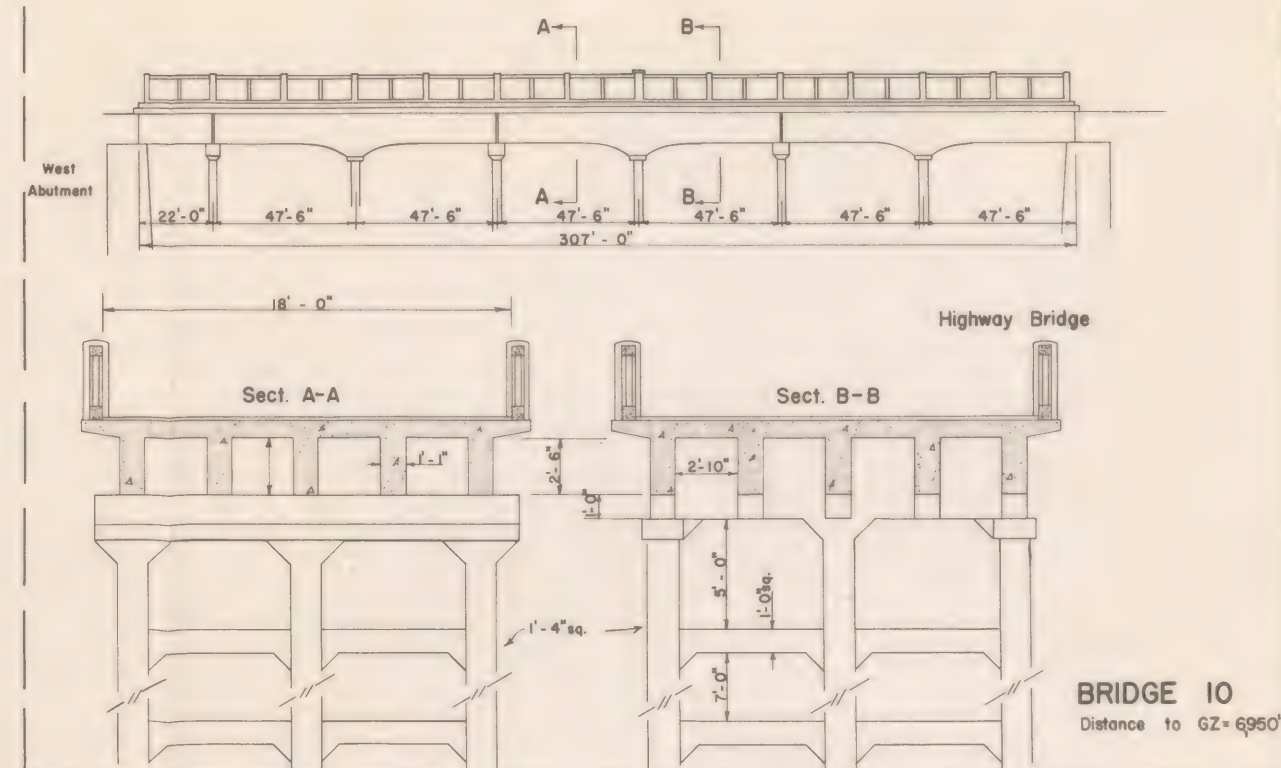 A B
West
Abutment
A B
22'-0" 47'-6" 47'-6" 47'-6" 47'-6" 47'-6" 47'-6"
307' - 0"
18' - 0"
Highway Bridge
Sect. A-A Sect. B-B
1'-1"
2'- 6"
2'-10"
1'-0"
5' - 0"
1'-0"sq.
1'-4"sq.
7'-0"
BRIDGE 10
Distance to GZ= 6,950'